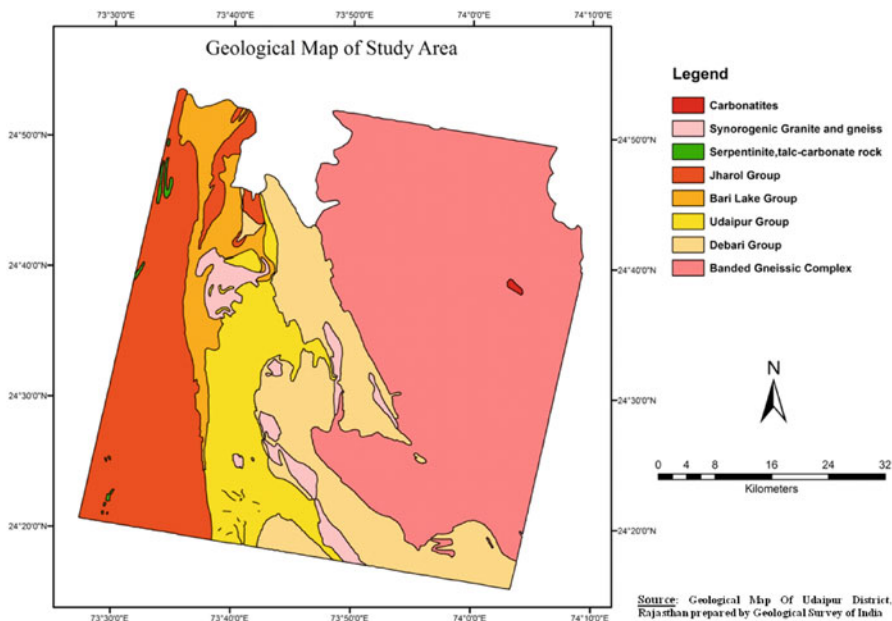 73°30'0"E 73°40'0"E 73°50'0"E 74°0'0"E 74°10'0"E
Geological Map of Study Area
24°50'0"N
24°40'0"N
24°30'0"N
24°20'0"N
24°50'0"N
24°40'0"N
24°30'0"N
24°20'0"N
73°30'0"E 73°40'0"E 73°50'0"E 74°0'0"E 74°10'0"E
Legend
Carbonatites
Synorogenic Granite and gneiss
Serpentinite,talc-carbonate rock
Jharol Group
Bari Lake Group
Udaipur Group
Debari Group
Banded Gneissic Complex
N
0 4 8 16 24 32
Kilometers
Source: Geological Map Of Udaipur District,
Rajasthan prepared by Geological Survey of India